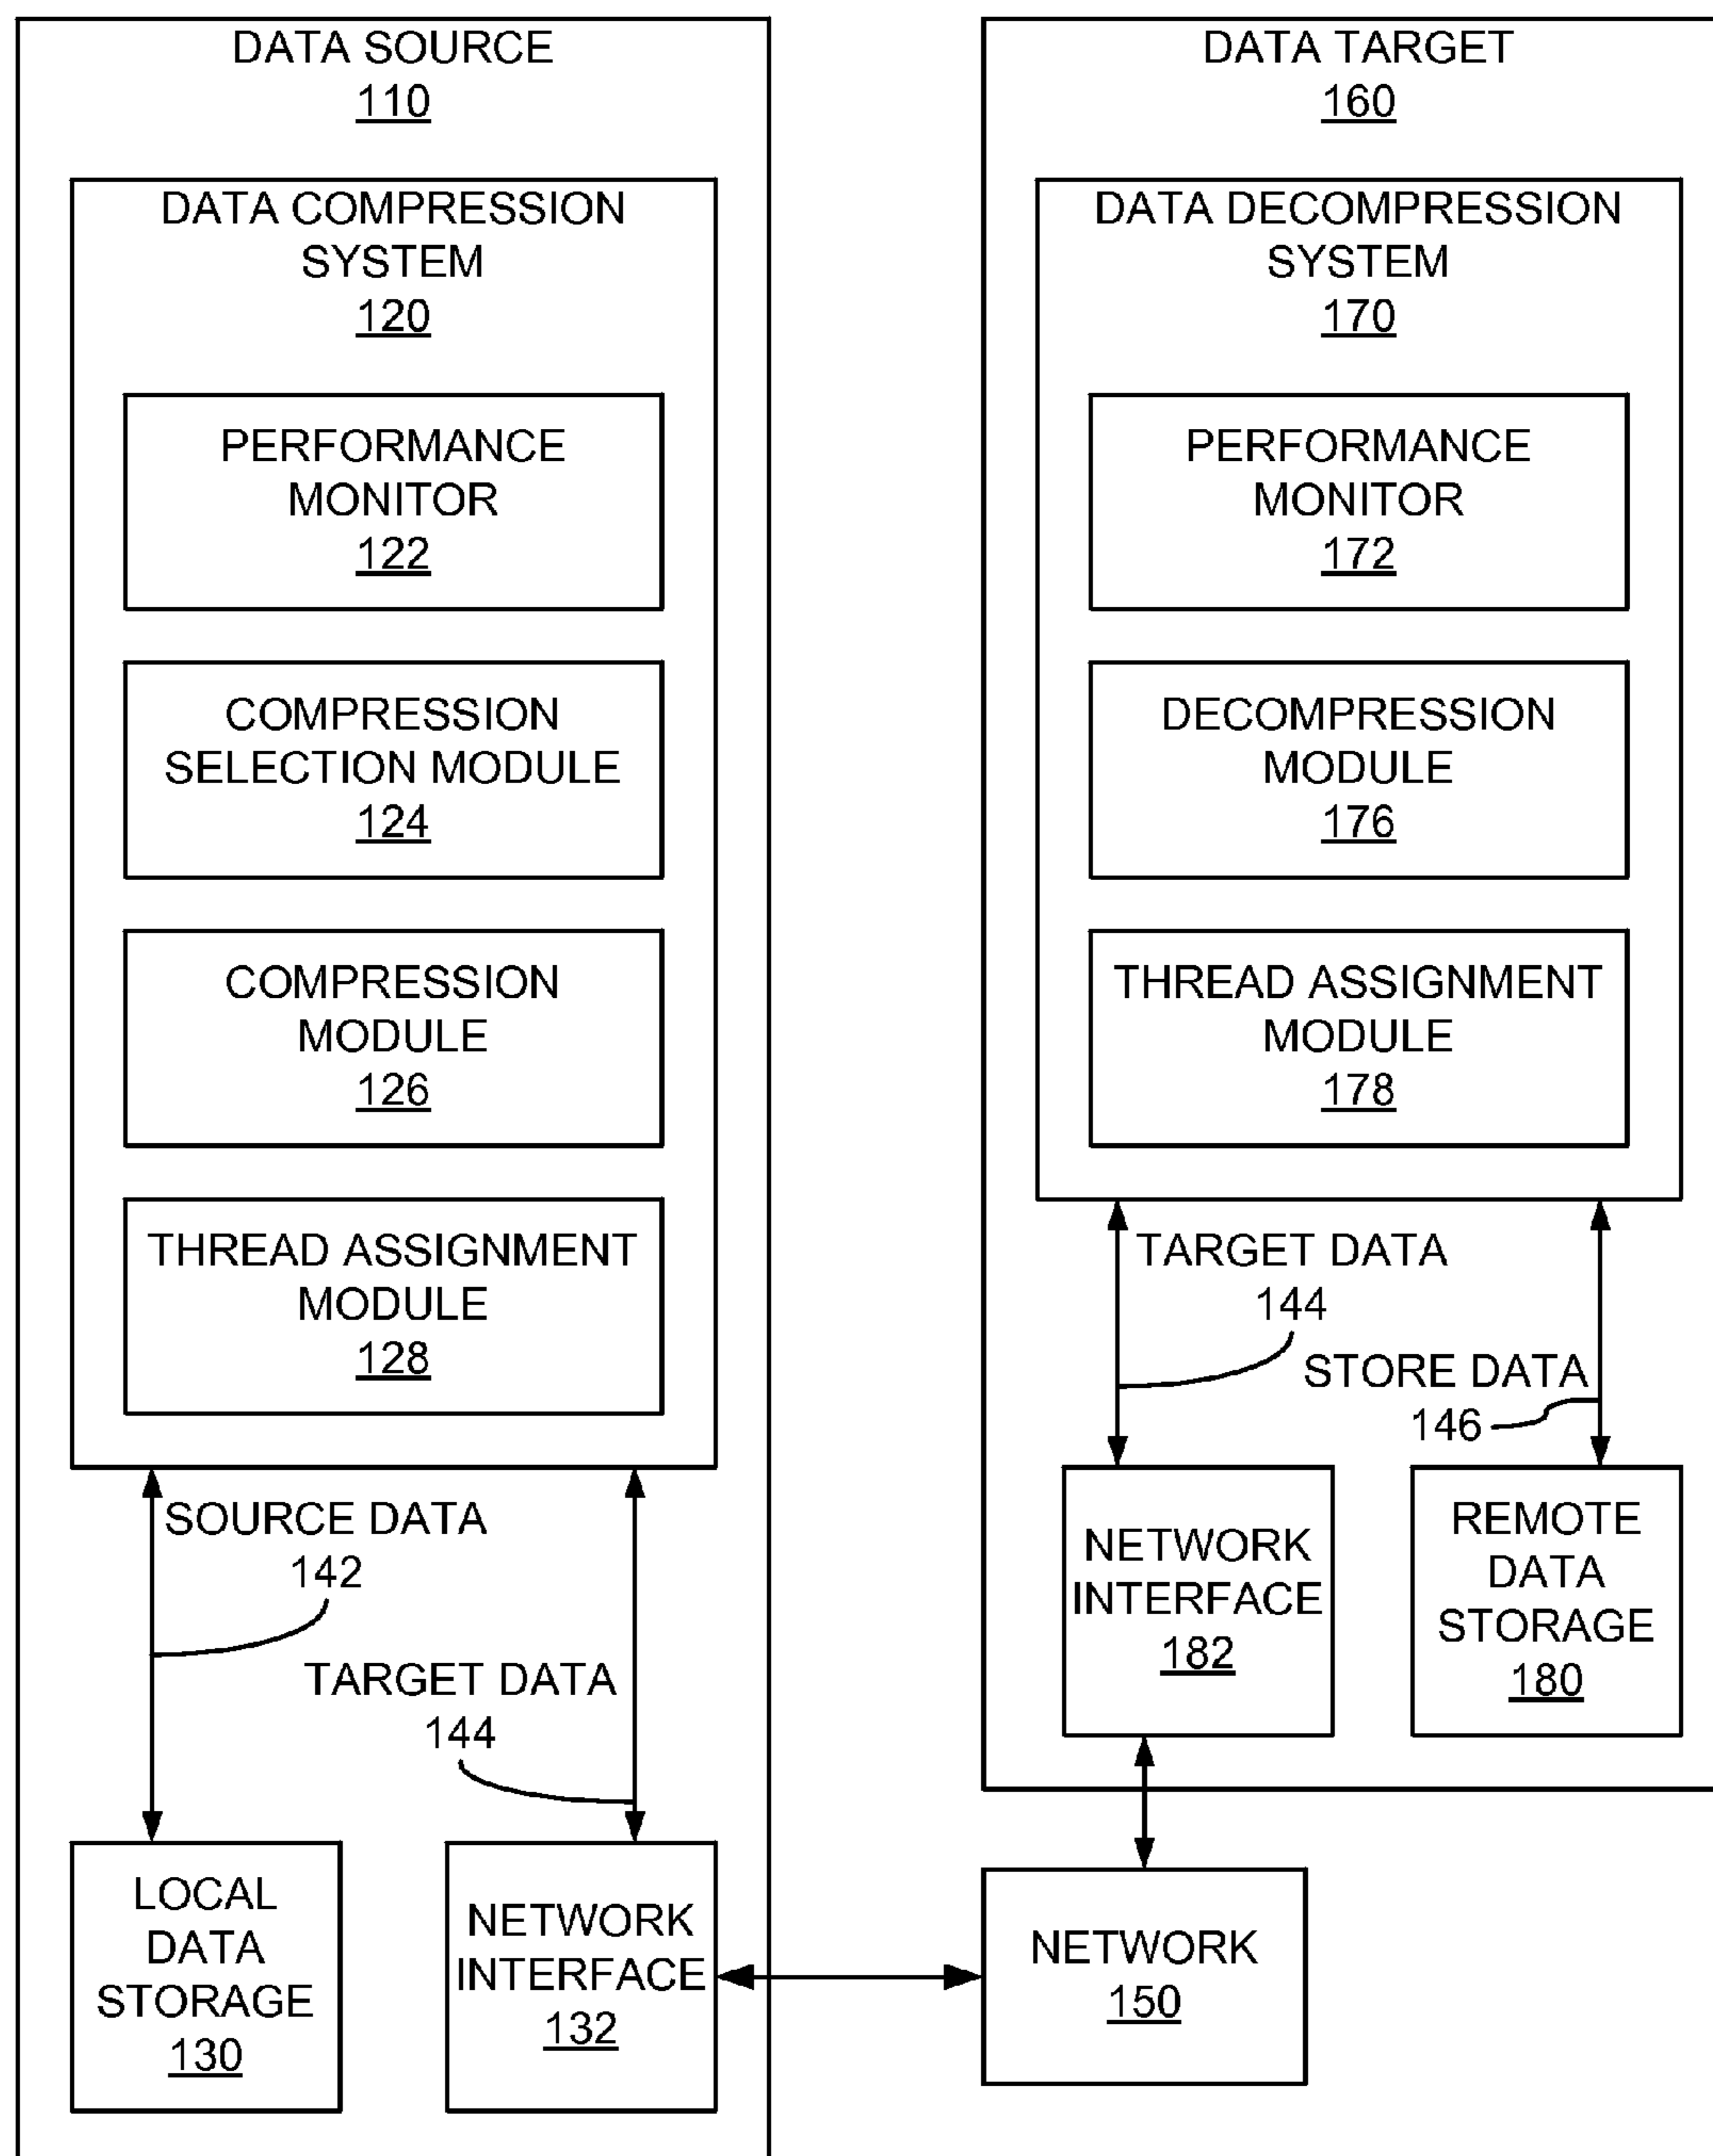 DATA SOURCE
110
DATA COMPRESSION
SYSTEM
120
PERFORMANCE
MONITOR
122
COMPRESSION
SELECTION MODULE
124
COMPRESSION
MODULE
126
THREAD ASSIGNMENT
MODULE
128
SOURCE DATA
142
TARGET DATA
144
LOCAL
DATA
STORAGE
130
NETWORK
INTERFACE
132
DATA TARGET
160
DATA DECOMPRESSION
SYSTEM
170
PERFORMANCE
MONITOR
172
DECOMPRESSION
MODULE
176
THREAD ASSIGNMENT
MODULE
178
TARGET DATA
144
STORE DATA
146
NETWORK
INTERFACE
182
REMOTE
DATA
STORAGE
180
NETWORK
150